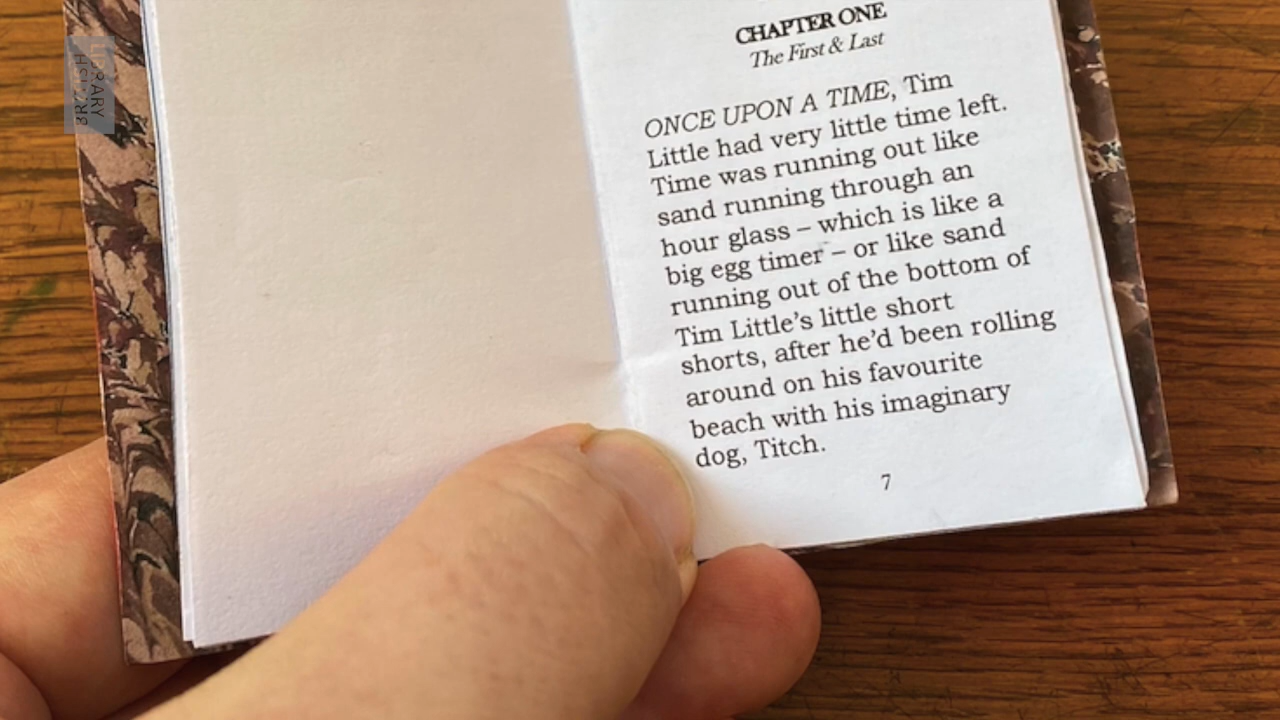 LIBRARY
CHAPTER ONE
The First & Last
ONCE UPON A TIME, Tim
Little had very little time left.
Time was running out like
sand running through an
hour glass – which is like a
big egg timer – or like sand
running out of the bottom of
Tim Little's little short
shorts, after he'd been rolling
around on his favourite
beach with his imaginary
dog, Titch.
7